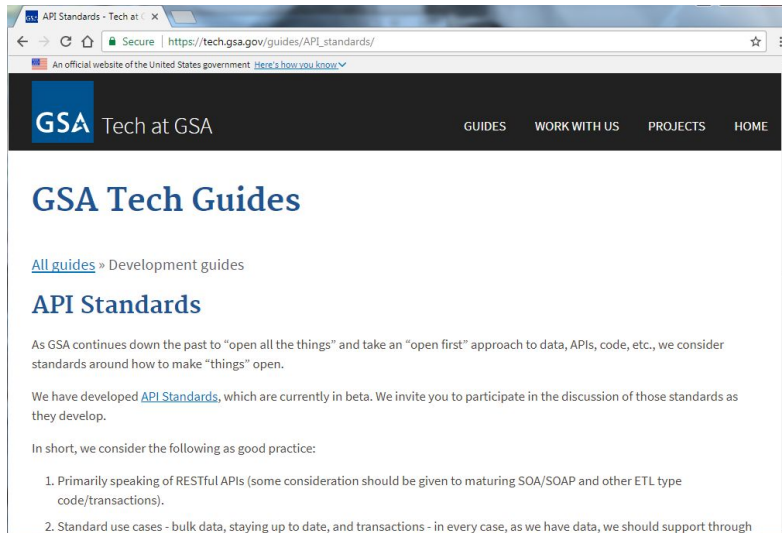 API Standards - Tech at G
Secure | https://tech.gsa.gov/guides/API_standards/
An official website of the United States government Here's how you know
GSA Tech at GSA
GUIDES WORK WITH US PROJECTS HOME
GSA Tech Guides
All guides » Development guides
API Standards
As GSA continues down the past to “open all the things” and take an “open first” approach to data, APIs, code, etc., we consider
standards around how to make “things” open.
We have developed API Standards, which are currently in beta. We invite you to participate in the discussion of those standards as
they develop.
In short, we consider the following as good practice:
1. Primarily speaking of RESTful APIs (some consideration should be given to maturing SOA/SOAP and other ETL type
code/transactions).
2. Standard use cases - bulk data, staying up to date, and transactions - in every case, as we have data, we should support through